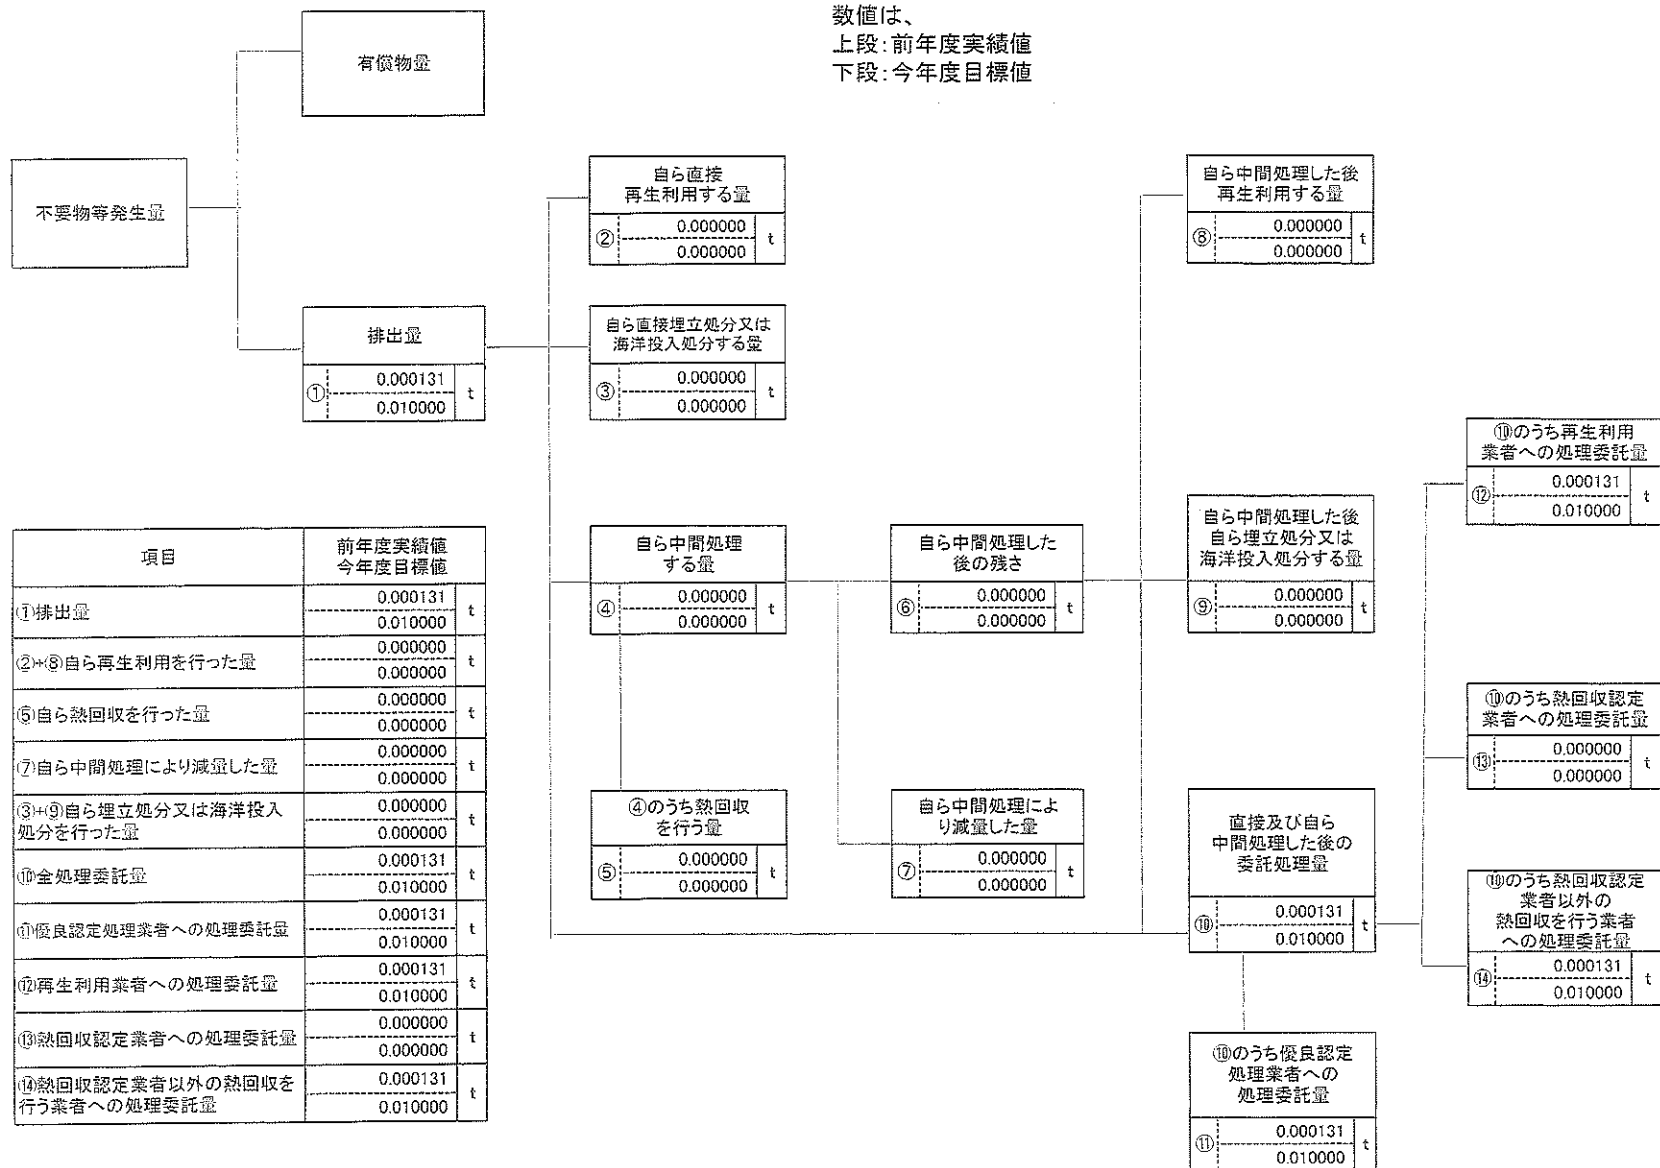 数値は、
上段：前年度実績値
下段：今年度目標値
有償物量
不要物等発生量
排出量
① 0.000131 t
0.010000
自ら直接
再生利用する量
② 0.000000 t
0.000000
自ら直接埋立処分又は
海洋投入処分する量
③ 0.000000 t
0.000000
自ら中間処理した後
再生利用する量
⑧ 0.000000 t
0.000000
自ら中間処理
する量
④ 0.000000 t
0.000000
自ら中間処理した
後の残さ
⑥ 0.000000 t
0.000000
自ら中間処理した後
自ら埋立処分又は
海洋投入処分する量
⑨ 0.000000 t
0.000000
④のうち熱回収
を行う量
⑤ 0.000000 t
0.000000
自ら中間処理によ
り減量した量
⑦ 0.000000 t
0.000000
直接及び自ら
中間処理した後の
委託処理量
⑩ 0.000131 t
0.010000
⑩のうち再生利用
業者への処理委託量
⑫ 0.000131 t
0.010000
⑩のうち熱回収認定
業者への処理委託量
⑬ 0.000000 t
0.000000
⑩のうち熱回収認定
業者以外の
熱回収を行う業者
への処理委託量
⑭ 0.000131 t
0.010000
⑩のうち優良認定
処理業者への
処理委託量
⑪ 0.000131 t
0.010000
項目 前年度実績値
今年度目標値
①排出量 0.000131 t
0.010000
②+⑧自ら再生利用を行った量 0.000000 t
0.000000
⑤自ら熱回収を行った量 0.000000 t
0.000000
⑦自ら中間処理により減量した量 0.000000 t
0.000000
③+⑨自ら埋立処分又は海洋投入 0.000000 t
処分を行った量 0.000000
⑩全処理委託量 0.000131 t
0.010000
⑪優良認定処理業者への処理委託量 0.000131 t
0.010000
⑫再生利用業者への処理委託量 0.000131 t
0.010000
⑬熱回収認定業者への処理委託量 0.000000 t
0.000000
⑭熱回収認定業者以外の熱回収を 0.000131 t
行う業者への処理委託量 0.010000